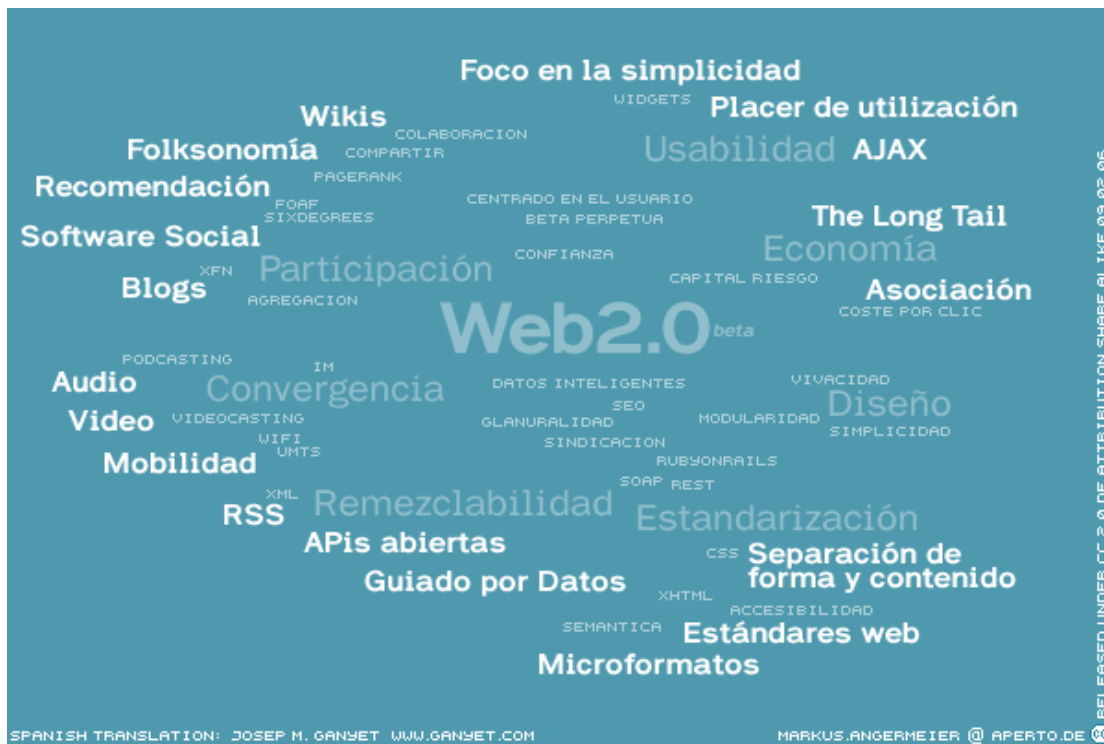 Foco en la simplicidad
WIDGETS
Placer de utilización
Wikis
COLABORACION
Folksonomía
COMPARTIR
Usabilidad
AJAX
PAGERANK
Recomendación
FOAF
CENTRADO EN EL USUARIO
SIXDEGREES
BETA PERPETUA
The Long Tail
Software Social
CONFIANZA
Economía
XFN
Participación
CAPITAL RIESGO
Blogs
AGREGACION
Asociación
COSTE POR CLIC
Web2.0 beta
PODCASTING
IM
Audio
Convergencia
DATOS INTELIGENTES
VIVACIDAD
SEO
Diseño
Video
VIDEOCASTING
GLANURALIDAD
MODULARIDAD
SIMPLICIDAD
WIFI
SINDICACION
UMTS
Mobilidad
RUBYONRAILS
SOAP
REST
XML
RSS
Remezclabilidad
Estandarización
APis abiertas
CSS
Separación de
forma y contenido
Guiado por Datos
XHTML
ACCESIBILIDAD
SEMANTICA
Estándares web
Microformatos
SPANISH TRANSLATION: JOSEP M. GANYET WWW.GANYET.COM
MARKUS.ANGERMEIER @ APERTO.DE
RELEASED UNDER CC 2.0 DE ATTRIBUTION SHARE ALIKE 03.02.06